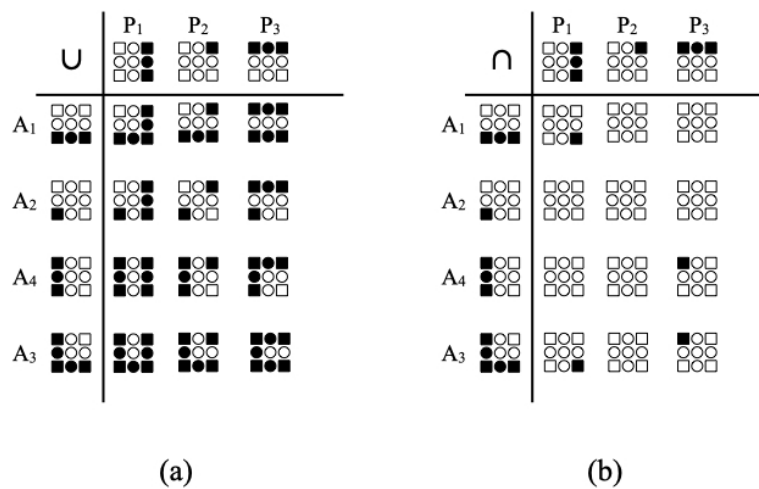 P₁ P₂ P₃
∪
A₁
A₂
A₄
A₃
(a)
P₁ P₂ P₃
∩
A₁
A₂
A₄
A₃
(b)